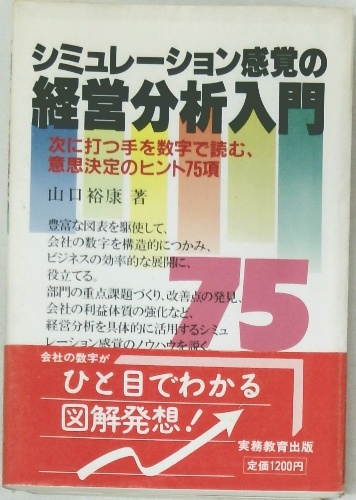 シミュレーション感覚の
経営分析入門
次に打つ手を数字で読む、
意思決定のヒント75項
山口裕康 著
豊富な図表を駆使して、
会社の数字を構造的につかみ、
ビジネスの効率的な展開に、
役立てる。
部門の重点課題づくり、改善点の発見、
会社の利益体質の強化など、
経営分析を具体的に活用するシミュ
レーション感覚のノウハウを説く
75
会社の数字が
ひと目でわかる
図解発想!
実務教育出版
定価1200円